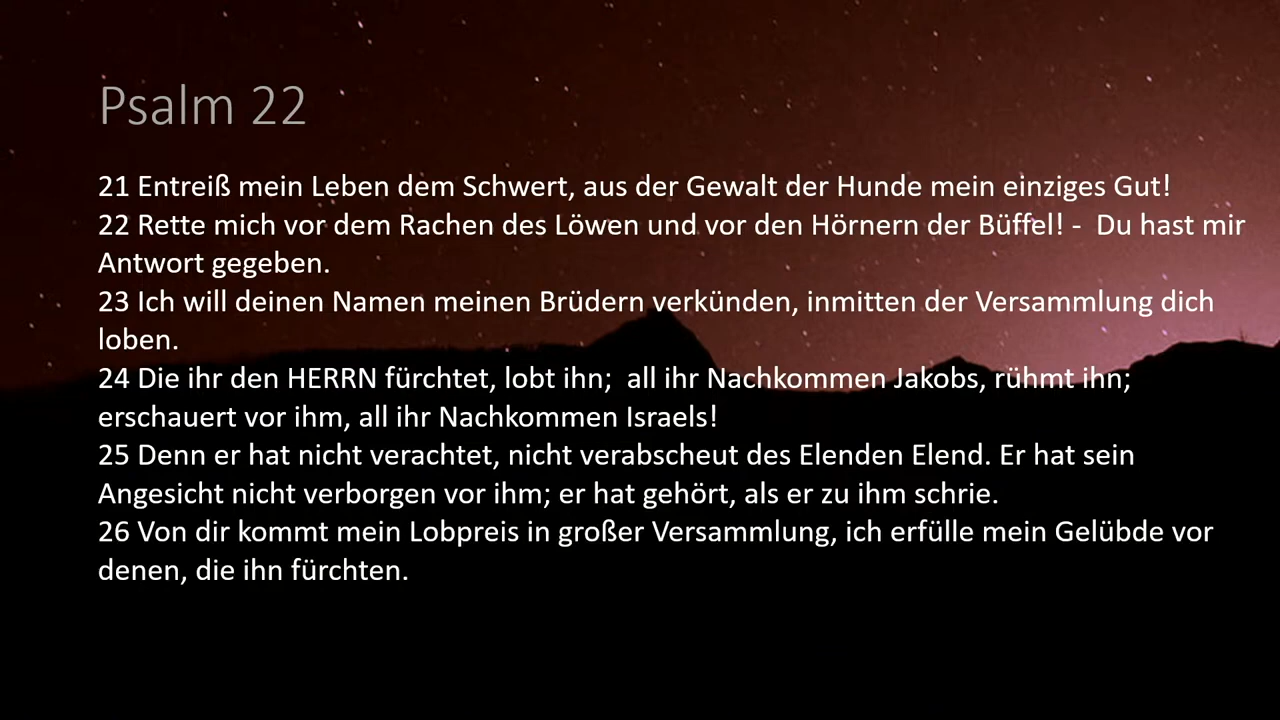 Psalm 22
21 Entreiß mein Leben dem Schwert, aus der Gewalt der Hunde mein einziges Gut!
22 Rette mich vor dem Rachen des Löwen und vor den Hörnern der Büffel! -  Du hast mir
Antwort gegeben.
23 Ich will deinen Namen meinen Brüdern verkünden, inmitten der Versammlung dich
loben.
24 Die ihr den HERRN fürchtet, lobt ihn;  all ihr Nachkommen Jakobs, rühmt ihn;
erschauert vor ihm, all ihr Nachkommen Israels!
25 Denn er hat nicht verachtet, nicht verabscheut des Elenden Elend. Er hat sein
Angesicht nicht verborgen vor ihm; er hat gehört, als er zu ihm schrie.
26 Von dir kommt mein Lobpreis in großer Versammlung, ich erfülle mein Gelübde vor
denen, die ihn fürchten.